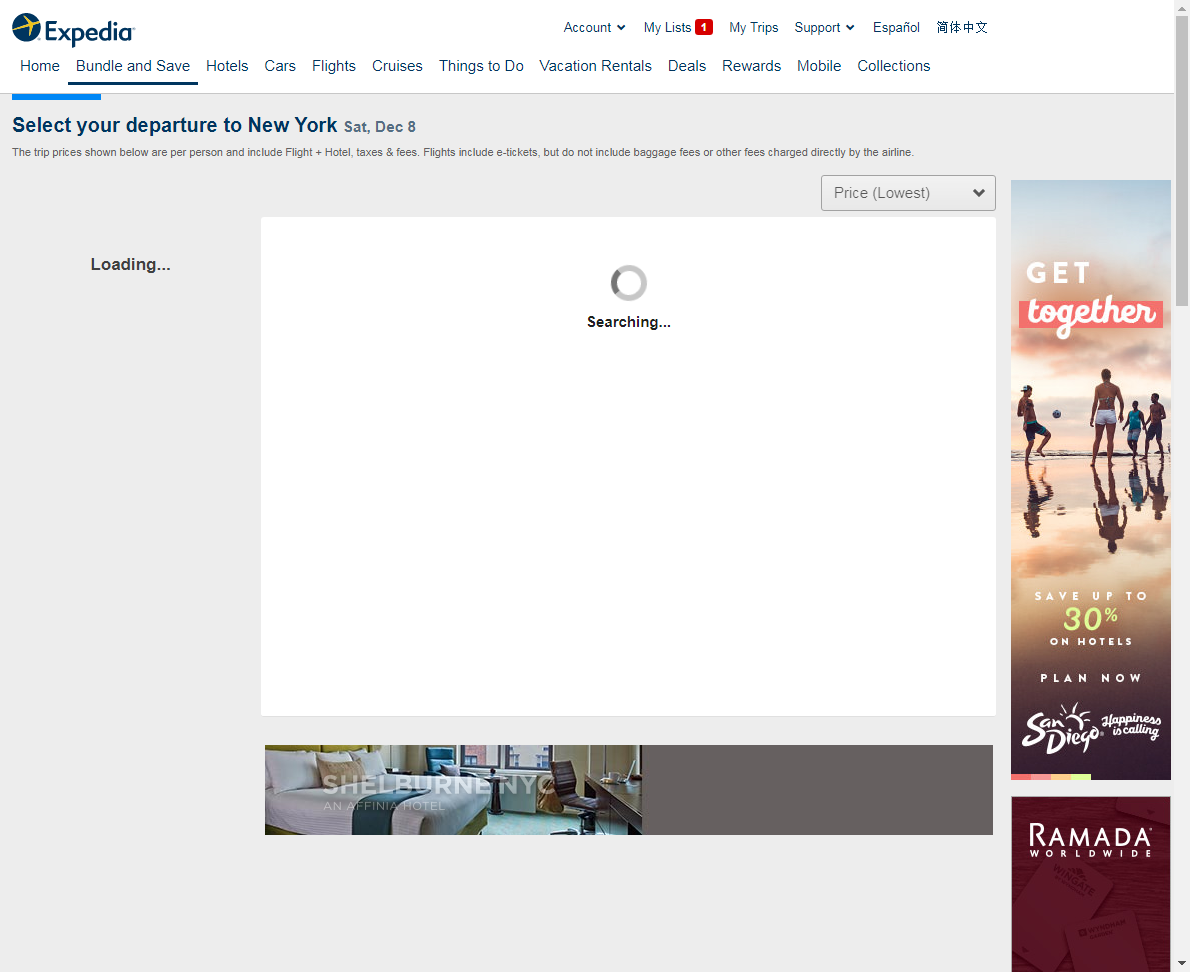 Expedia
Account
My Lists 1
My Trips
Support
Español
简体中文
Home
Bundle and Save
Hotels
Cars
Flights
Cruises
Things to Do
Vacation Rentals
Deals
Rewards
Mobile
Collections
Select your departure to New York Sat, Dec 8
The trip prices shown below are per person and include Flight + Hotel, taxes & fees. Flights include e-tickets, but do not include baggage fees or other fees charged directly by the airline.
Price (Lowest)
Loading...
Searching...
GET
together
SAVE UP TO
30%
ON HOTELS
PLAN NOW
San Diego
Happiness
is calling
SHELBURNE NYC
AN AFFINIA HOTEL
RAMADA
WORLDWIDE
WINGATE
WYNDHAM